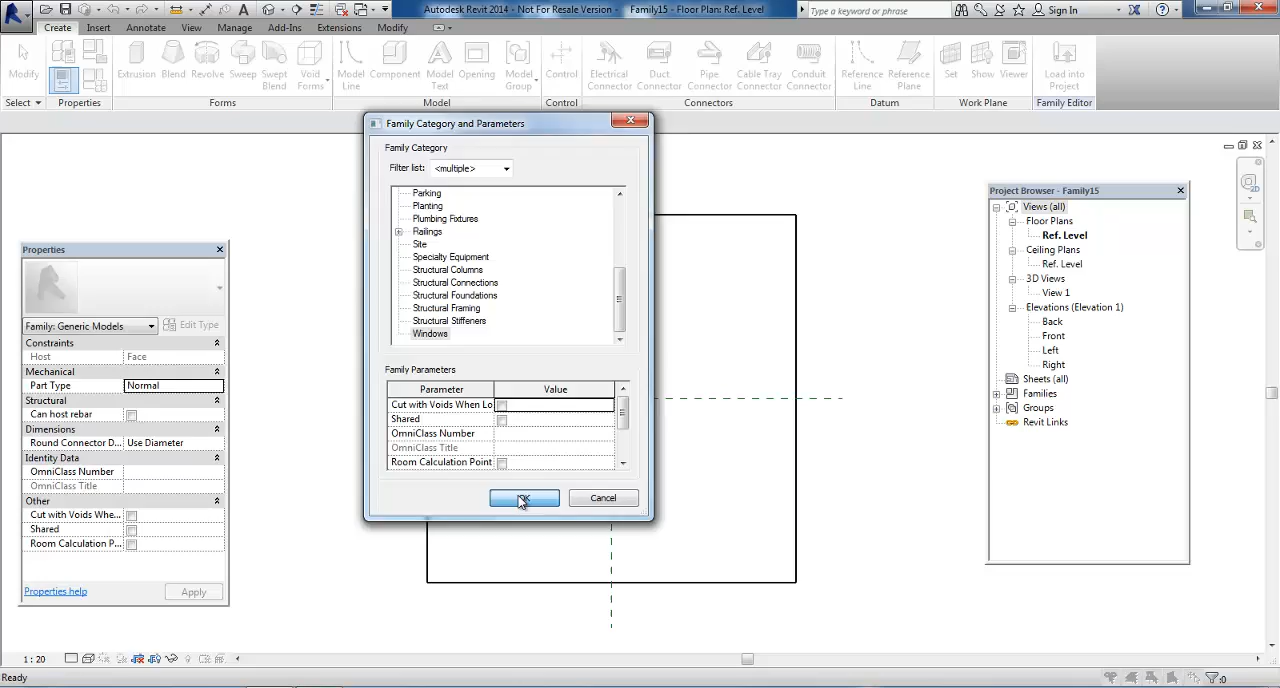 Autodesk Revit 2014 - Not For Resale Version - Family15 - Floor Plan: Ref. Level
Type a keyword or phrase
Sign In
Create Insert Annotate View Manage Add-Ins Extensions Modify
Modify Extrusion Blend Revolve Sweep Swept Blend Void Forms Model Line Component Model Text Opening Model Group Control Electrical Connector Duct Connector Pipe Connector Cable Tray Connector Conduit Connector Reference Line Reference Plane Set Show Viewer Load into Project
Select Properties Forms Model Control Connectors Datum Work Plane Family Editor
Family Category and Parameters
Family Category
Filter list: <multiple>
Parking
Planting
Plumbing Fixtures
Railings
Site
Specialty Equipment
Structural Columns
Structural Connections
Structural Foundations
Structural Framing
Structural Stiffeners
Windows
Family Parameters
Parameter Value
Cut with Voids When Lo
Shared
OmniClass Number
OmniClass Title
Room Calculation Point
Cancel
Properties
Family: Generic Models Edit Type
Constraints
Host Face
Mechanical
Part Type Normal
Structural
Can host rebar
Dimensions
Round Connector D... Use Diameter
Identity Data
OmniClass Number
OmniClass Title
Other
Cut with Voids Whe...
Shared
Room Calculation P...
Properties help Apply
Project Browser - Family15
Views (all)
Floor Plans
Ref. Level
Ceiling Plans
Ref. Level
3D Views
View 1
Elevations (Elevation 1)
Back
Front
Left
Right
Sheets (all)
Families
Groups
Revit Links
2D
1 : 20
Ready
:0